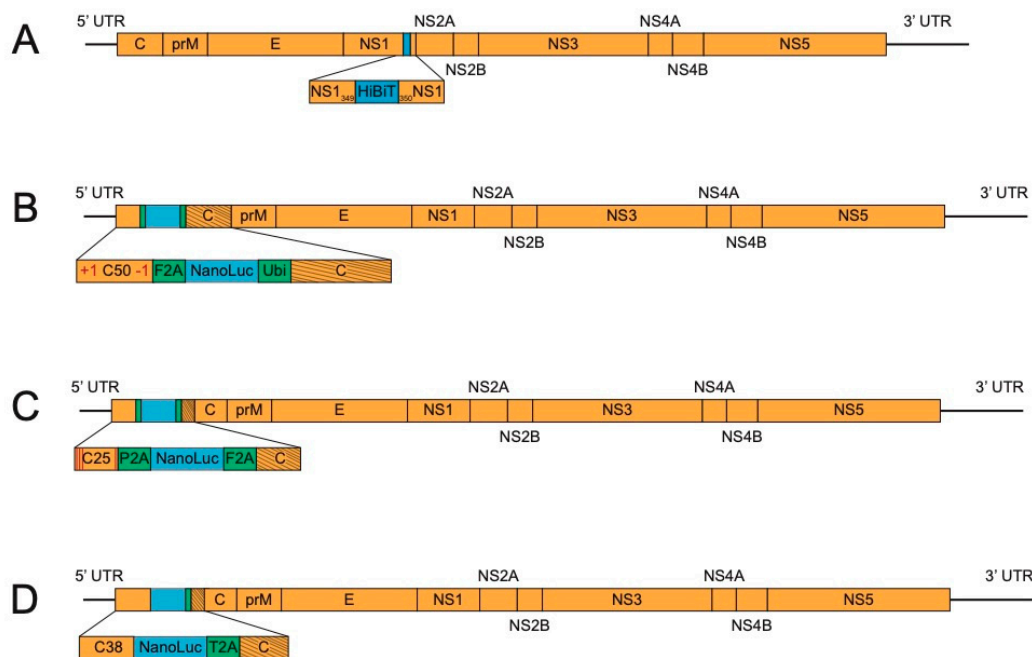 NS2A NS4A
5’ UTR 3’ UTR
A C prM E NS1 NS3 NS5
NS2B NS4B
NS1349 HiBiT 350NS1
5’ UTR NS2A NS4A 3’ UTR
B C prM E NS1 NS3 NS5
NS2B NS4B
+1 C50 -1 F2A NanoLuc Ubi C
5’ UTR NS2A NS4A 3’ UTR
C C prM E NS1 NS3 NS5
NS2B NS4B
C25 P2A NanoLuc F2A C
5’ UTR NS2A NS4A 3’ UTR
D C prM E NS1 NS3 NS5
NS2B NS4B
C38 NanoLuc T2A C